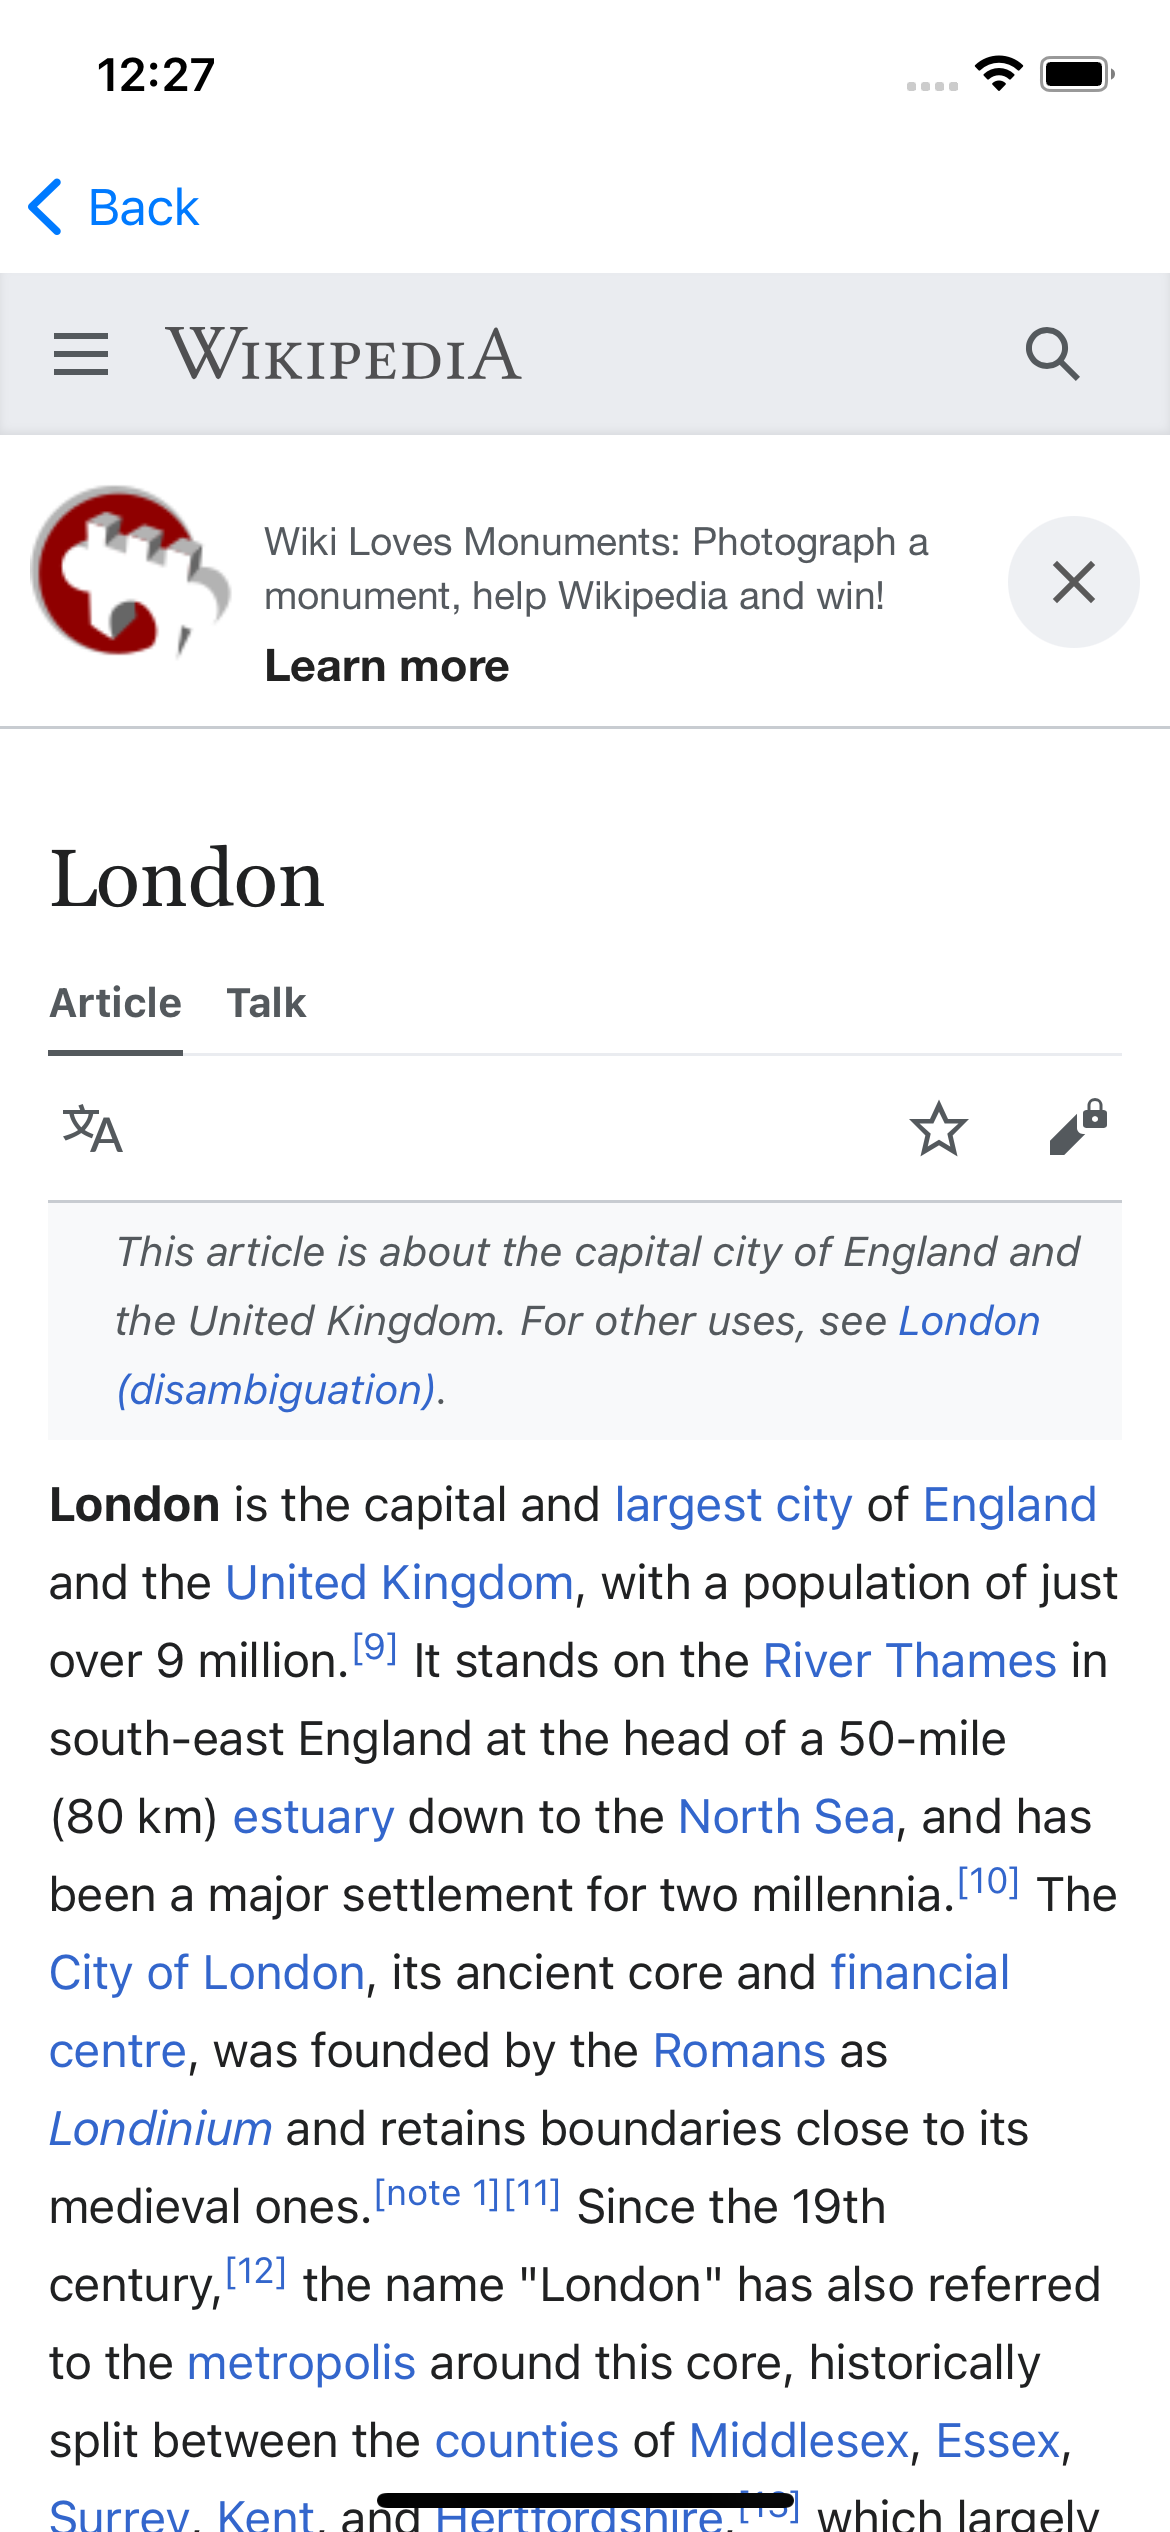 12:27
Back
WIKIPEDIA
Wiki Loves Monuments: Photograph a
monument, help Wikipedia and win!
Learn more
London
Article Talk
文A
This article is about the capital city of England and
the United Kingdom. For other uses, see London
(disambiguation).
London is the capital and largest city of England
and the United Kingdom, with a population of just
over 9 million.[9] It stands on the River Thames in
south-east England at the head of a 50-mile
(80 km) estuary down to the North Sea, and has
been a major settlement for two millennia.[10] The
City of London, its ancient core and financial
centre, was founded by the Romans as
Londinium and retains boundaries close to its
medieval ones.[note 1][11] Since the 19th
century,[12] the name "London" has also referred
to the metropolis around this core, historically
split between the counties of Middlesex, Essex,
Surrey, Kent, and Hertfordshire,[13] which largely